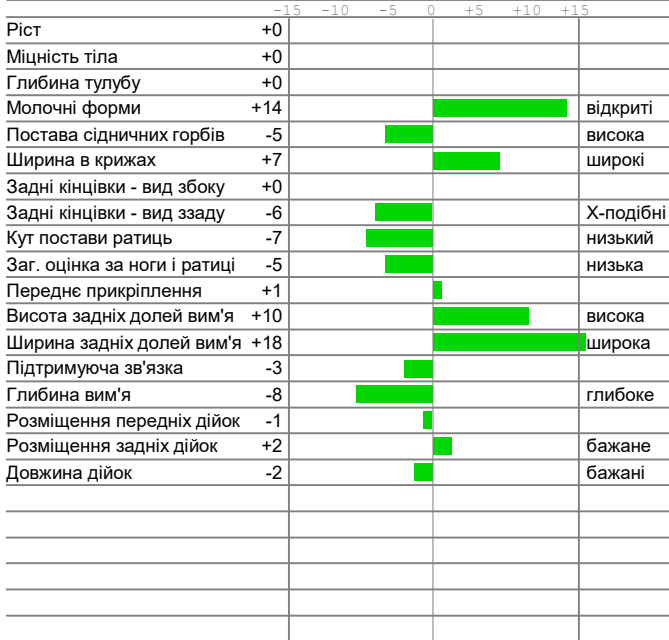 -15 -10 -5 0 +5 +10 +15
Ріст +0
Міцність тіла +0
Глибина тулубу +0
Молочні форми +14 відкриті
Постава сідничних горбів -5 висока
Ширина в крижах +7 широкі
Задні кінцівки - вид збоку +0
Задні кінцівки - вид ззаду -6 Х-подібні
Кут постави ратиць -7 низький
Заг. оцінка за ноги і ратиці -5 низька
Переднє прикріплення +1
Висота задніх долей вим'я +10 висока
Ширина задніх долей вим'я +18 широка
Підтримуюча зв'язка -3
Глибина вим'я -8 глибоке
Розміщення передніх дійок -1
Розміщення задніх дійок +2 бажане
Довжина дійок -2 бажані